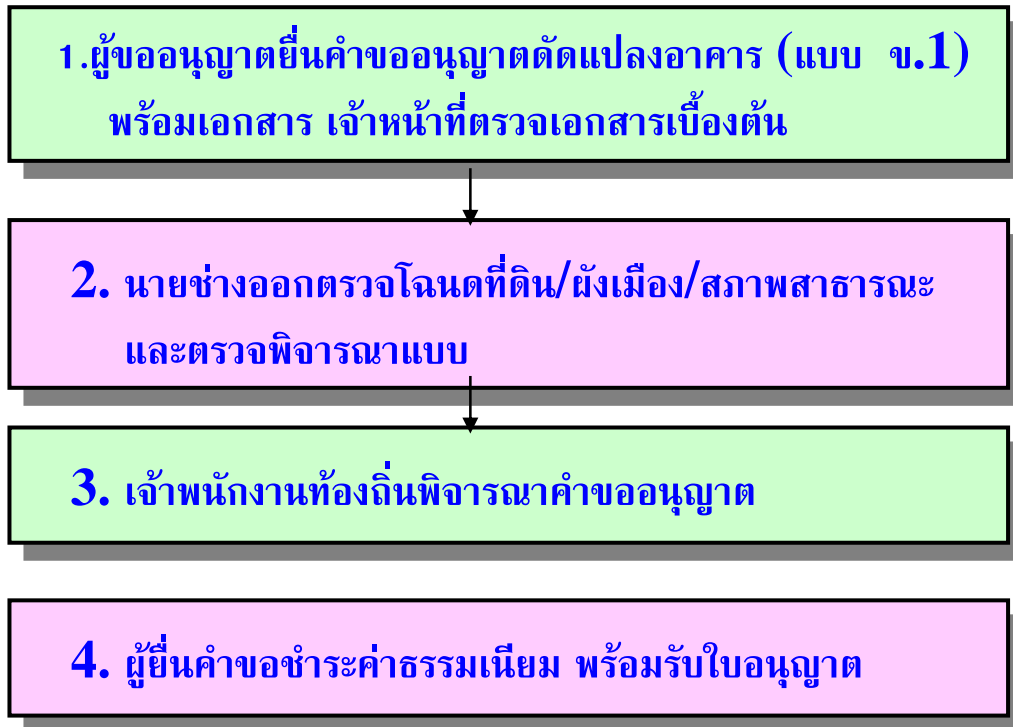 1.ผู้ขออนุญาตยื่นคำขออนุญาตดัดแปลงอาคาร (แบบ ข.1)
พร้อมเอกสาร เจ้าหน้าที่ตรวจเอกสารเบื้องต้น
2. นายช่างออกตรวจโฉนดที่ดิน/ผังเมือง/สภาพสาธารณะ
และตรวจพิจารณาแบบ
3. เจ้าพนักงานท้องถิ่นพิจารณาคำขออนุญาต
4. ผู้ยื่นคำขอชำระค่าธรรมเนียม พร้อมรับใบอนุญาต